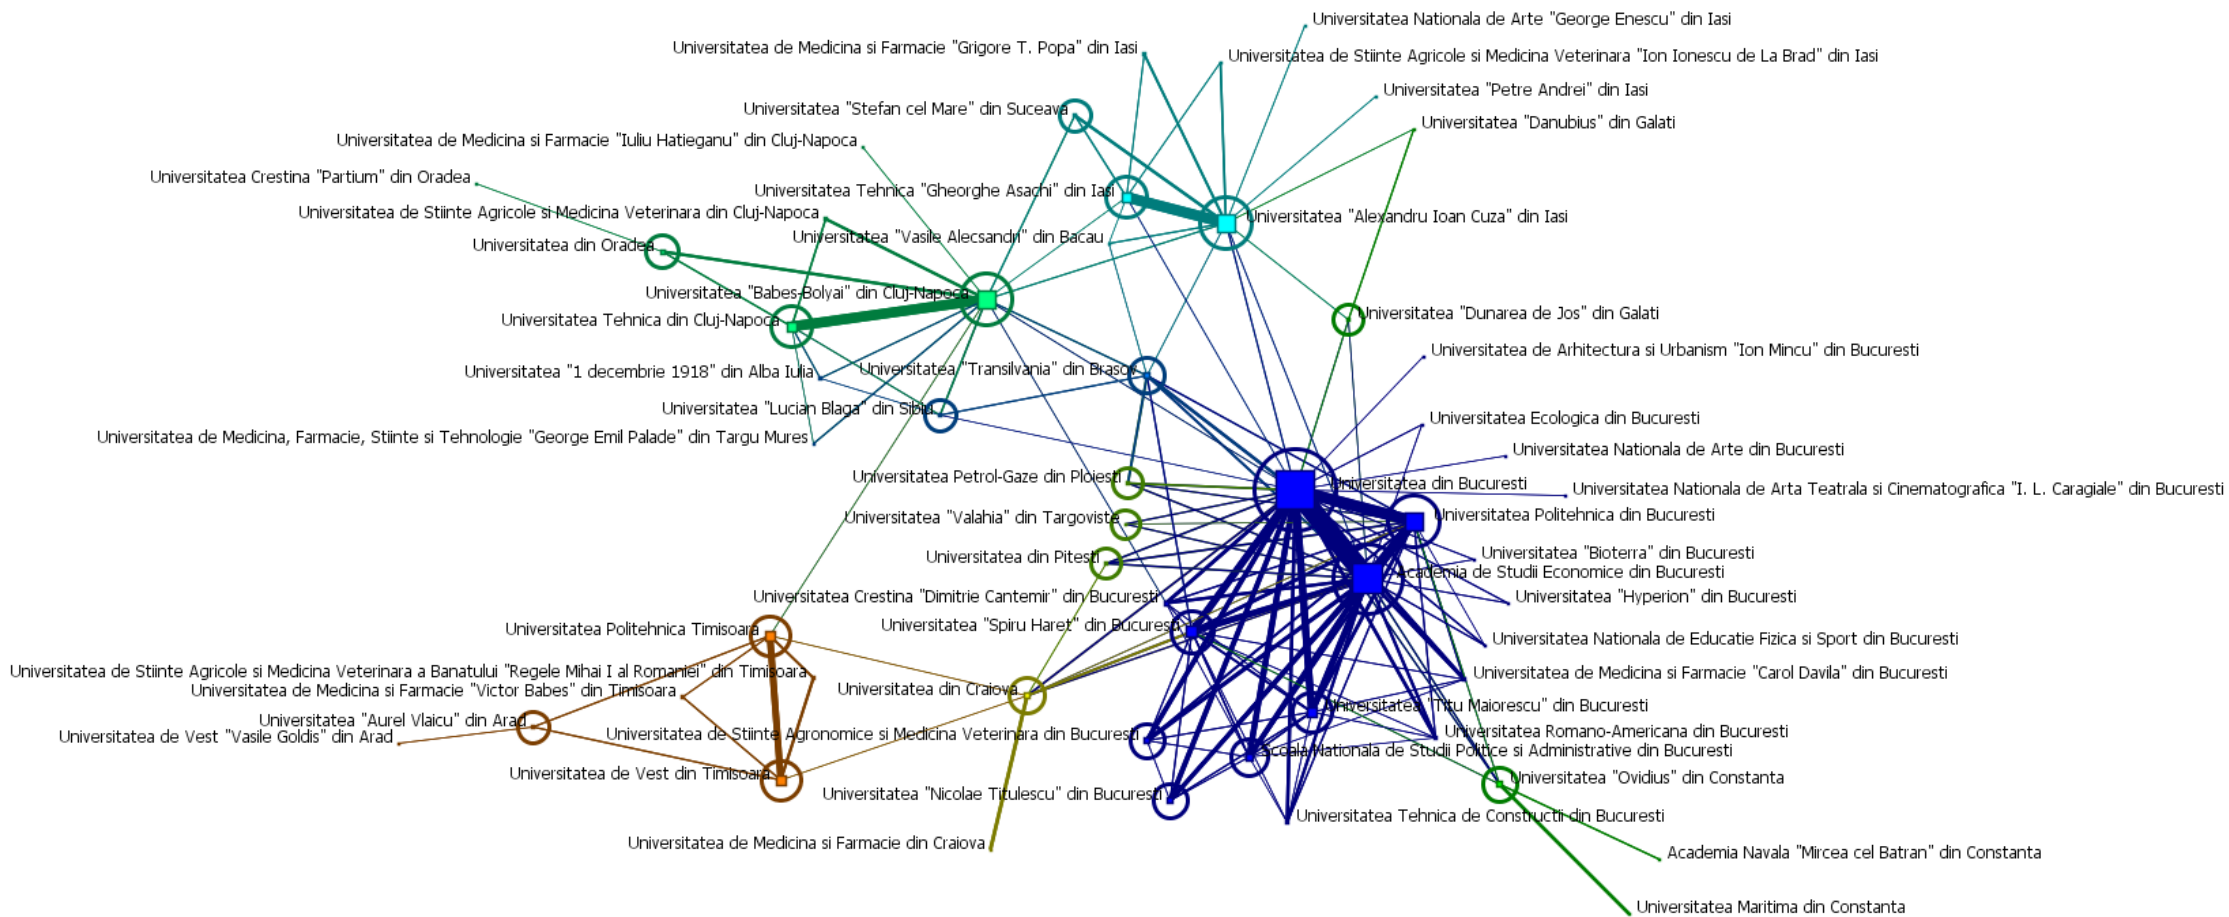 Universitatea Nationala de Arte "George Enescu" din Iasi
Universitatea de Medicina si Farmacie "Grigore T. Popa" din Iasi
Universitatea de Stiinte Agricole si Medicina Veterinara "Ion Ionescu de La Brad" din Iasi
Universitatea "Petre Andrei" din Iasi
Universitatea "Stefan cel Mare" din Suceava
Universitatea "Danubius" din Galati
Universitatea de Medicina si Farmacie "Iuliu Hatieganu" din Cluj-Napoca
Universitatea Crestina "Partium" din Oradea
Universitatea Tehnica "Gheorghe Asachi" din Iasi
Universitatea de Stiinte Agricole si Medicina Veterinara din Cluj-Napoca
Universitatea "Alexandru Ioan Cuza" din Iasi
Universitatea "Vasile Alecsandri" din Bacau
Universitatea din Oradea
Universitatea "Babes-Bolyai" din Cluj-Napoca
Universitatea "Dunarea de Jos" din Galati
Universitatea Tehnica din Cluj-Napoca
Universitatea de Arhitectura si Urbanism "Ion Mincu" din Bucuresti
Universitatea "Transilvania" din Brasov
Universitatea "1 decembrie 1918" din Alba Iulia
Universitatea "Lucian Blaga" din Sibiu
Universitatea Ecologica din Bucuresti
Universitatea de Medicina, Farmacie, Stiinte si Tehnologie "George Emil Palade" din Targu Mures
Universitatea Nationala de Arte din Bucuresti
Universitatea Petrol-Gaze din Ploiesti
Universitatea din Bucuresti
Universitatea Nationala de Arta Teatrala si Cinematografica "I. L. Caragiale" din Bucuresti
Universitatea "Valahia" din Targoviste
Universitatea Politehnica din Bucuresti
Universitatea din Pitesti
Universitatea "Bioterra" din Bucuresti
Academia de Studii Economice din Bucuresti
Universitatea Crestina "Dimitrie Cantemir" din Bucuresti
Universitatea "Hyperion" din Bucuresti
Universitatea "Spiru Haret" din Bucuresti
Universitatea Politehnica Timisoara
Universitatea Nationala de Educatie Fizica si Sport din Bucuresti
Universitatea de Stiinte Agricole si Medicina Veterinara a Banatului "Regele Mihai I al Romaniei" din Timisoara
Universitatea de Medicina si Farmacie "Carol Davila" din Bucuresti
Universitatea de Medicina si Farmacie "Victor Babes" din Timisoara
Universitatea din Craiova
Universitatea "Titu Maiorescu" din Bucuresti
Universitatea "Aurel Vlaicu" din Arad
Universitatea de Vest "Vasile Goldis" din Arad
Universitatea de Stiinte Agronomice si Medicina Veterinara din Bucuresti
Universitatea Romano-Americana din Bucuresti
Scoala Nationala de Studii Politice si Administrative din Bucuresti
Universitatea de Vest din Timisoara
Universitatea "Ovidius" din Constanta
Universitatea "Nicolae Titulescu" din Bucuresti
Universitatea Tehnica de Constructii din Bucuresti
Universitatea de Medicina si Farmacie din Craiova
Academia Navala "Mircea cel Batran" din Constanta
Universitatea Maritima din Constanta